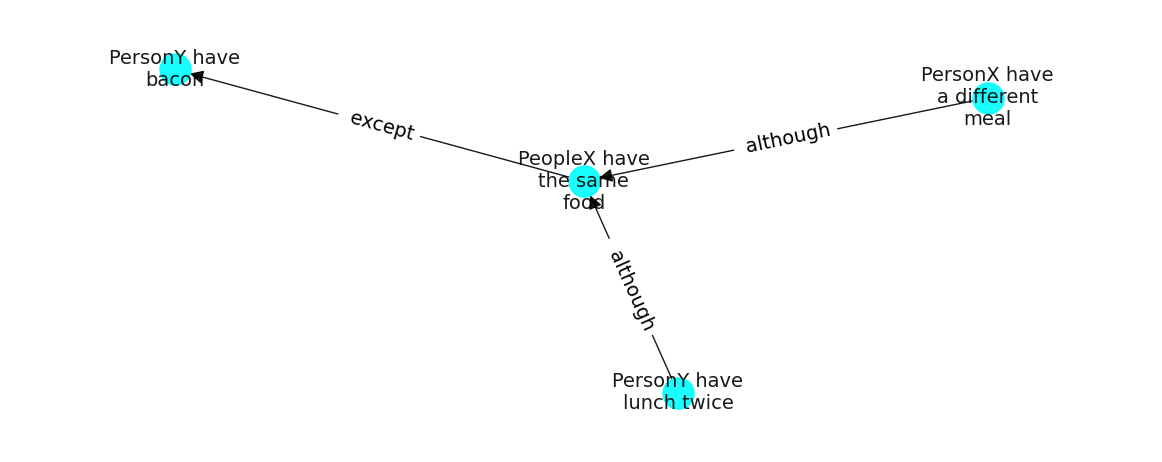 PersonY have
bacon
except
PersonX have
a different
meal
although
PeopleX have
the same
food
although
PersonY have
lunch twice